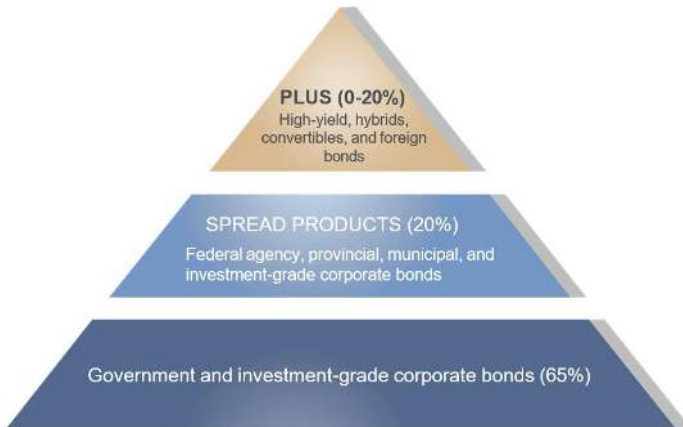 PLUS (0-20%)
High-yield, hybrids,
convertibles, and foreign
bonds
SPREAD PRODUCTS (20%)
Federal agency, provincial, municipal, and
investment-grade corporate bonds
Government and investment-grade corporate bonds (65%)